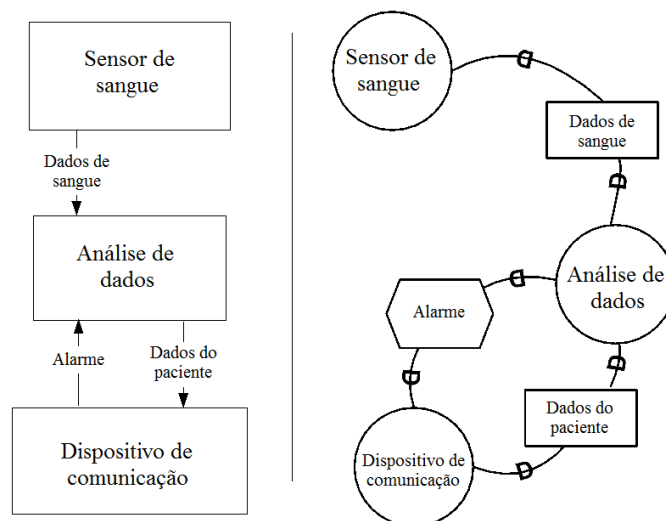 Sensor de
sangue
Dados de
sangue
Análise de
dados
Alarme
Dados do
paciente
Dispositivo de
comunicação
Sensor de
sangue
D
Dados de
sangue
D
Análise de
dados
D
Alarme
D
D
Dados do
paciente
Dispositivo de
comunicação
D